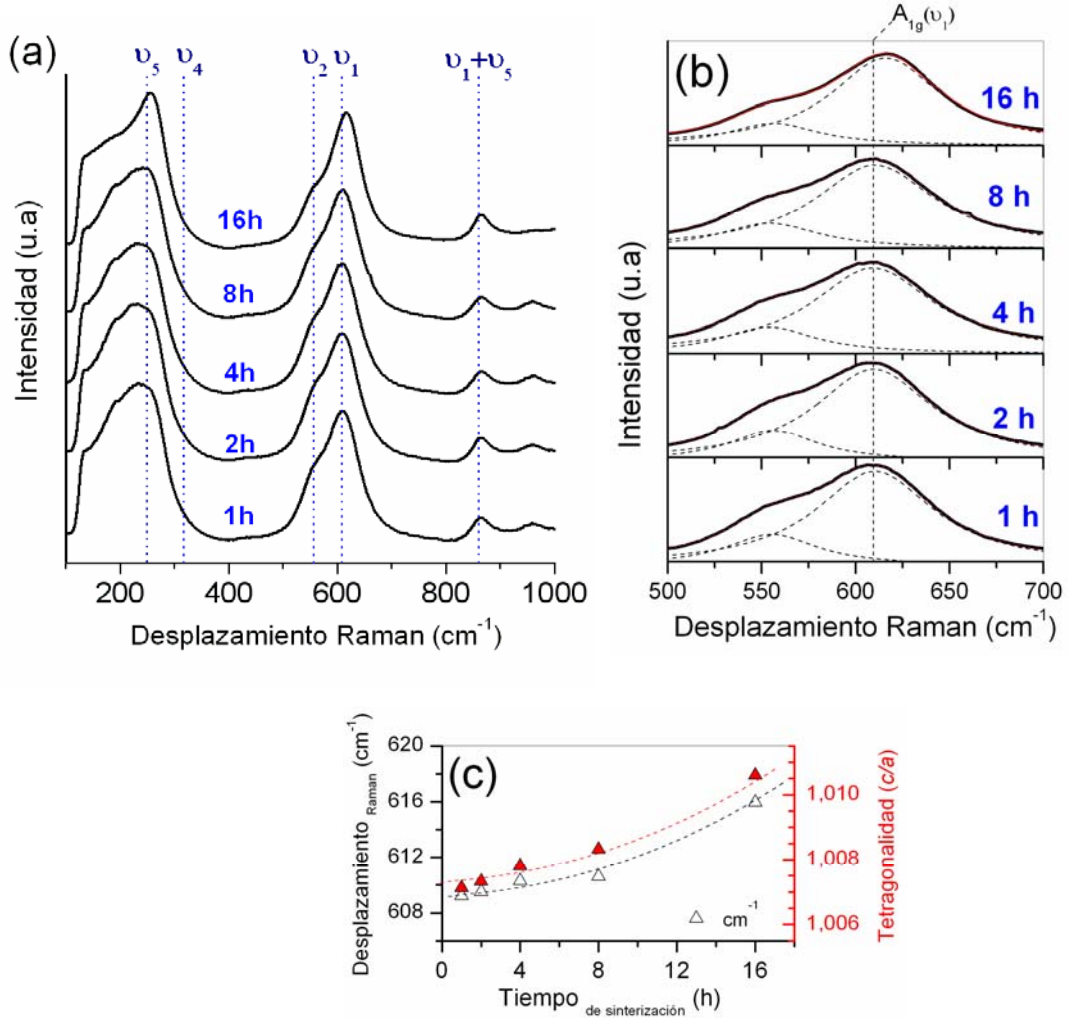 (a)
υ5 υ4 υ2 υ1 υ1+υ5
16h
8h
4h
2h
1h
Intensidad (u.a)
200 400 600 800 1000
Desplazamiento Raman (cm-1)
A1g(υ1)
(b)
16 h
8 h
4 h
2 h
1 h
Intensidad (u.a)
500 550 600 650 700
Desplazamiento Raman (cm-1)
(c)
620
616
612
608
Desplazamiento Raman (cm-1)
1,010
1,008
1,006
Tetragonalidad (c/a)
cm-1
0 4 8 12 16
Tiempo de sinterización (h)